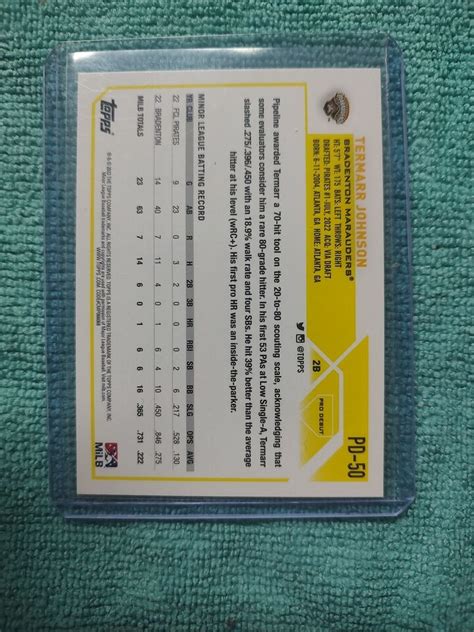 PD-50
PRO DEBUT
2B
@TOPPS
TERMARR JOHNSON
BRADENTON MARAUDERS®
HT: 5'7" WT: 175 BATS: LEFT THROWS: RIGHT
DRAFTED: PIRATES #1-JULY, 2022 ACQ: VIA DRAFT
BORN: 6-11-2004, ATLANTA, GA HOME: ATLANTA, GA
Pipeline awarded Termarr a 70-hit tool on the 20-to-80 scouting scale, acknowledging that
some evaluators consider him a rare 80-grade hitter. In his first 53 PAs at Low Single-A, Termarr
slashed .275/.396/.450 with an 18.9% walk rate and four SBs. He hit 39% better than the average
hitter at his level (wRC+). His first pro HR was an inside-the-parker.
MINOR LEAGUE BATTING RECORD
YR CLUB G AB R H 2B 3B HR RBI SB BB SLG OPS AVG
22 FCL PIRATES 9 23 0 3 2 0 0 0 2 6 .217 .528 .130
22 BRADENTON 14 40 7 11 4 0 1 6 4 10 .450 .846 .275
MILB TOTALS 23 63 7 14 6 0 1 6 6 16 .365 .731 .222
topps
MiLB